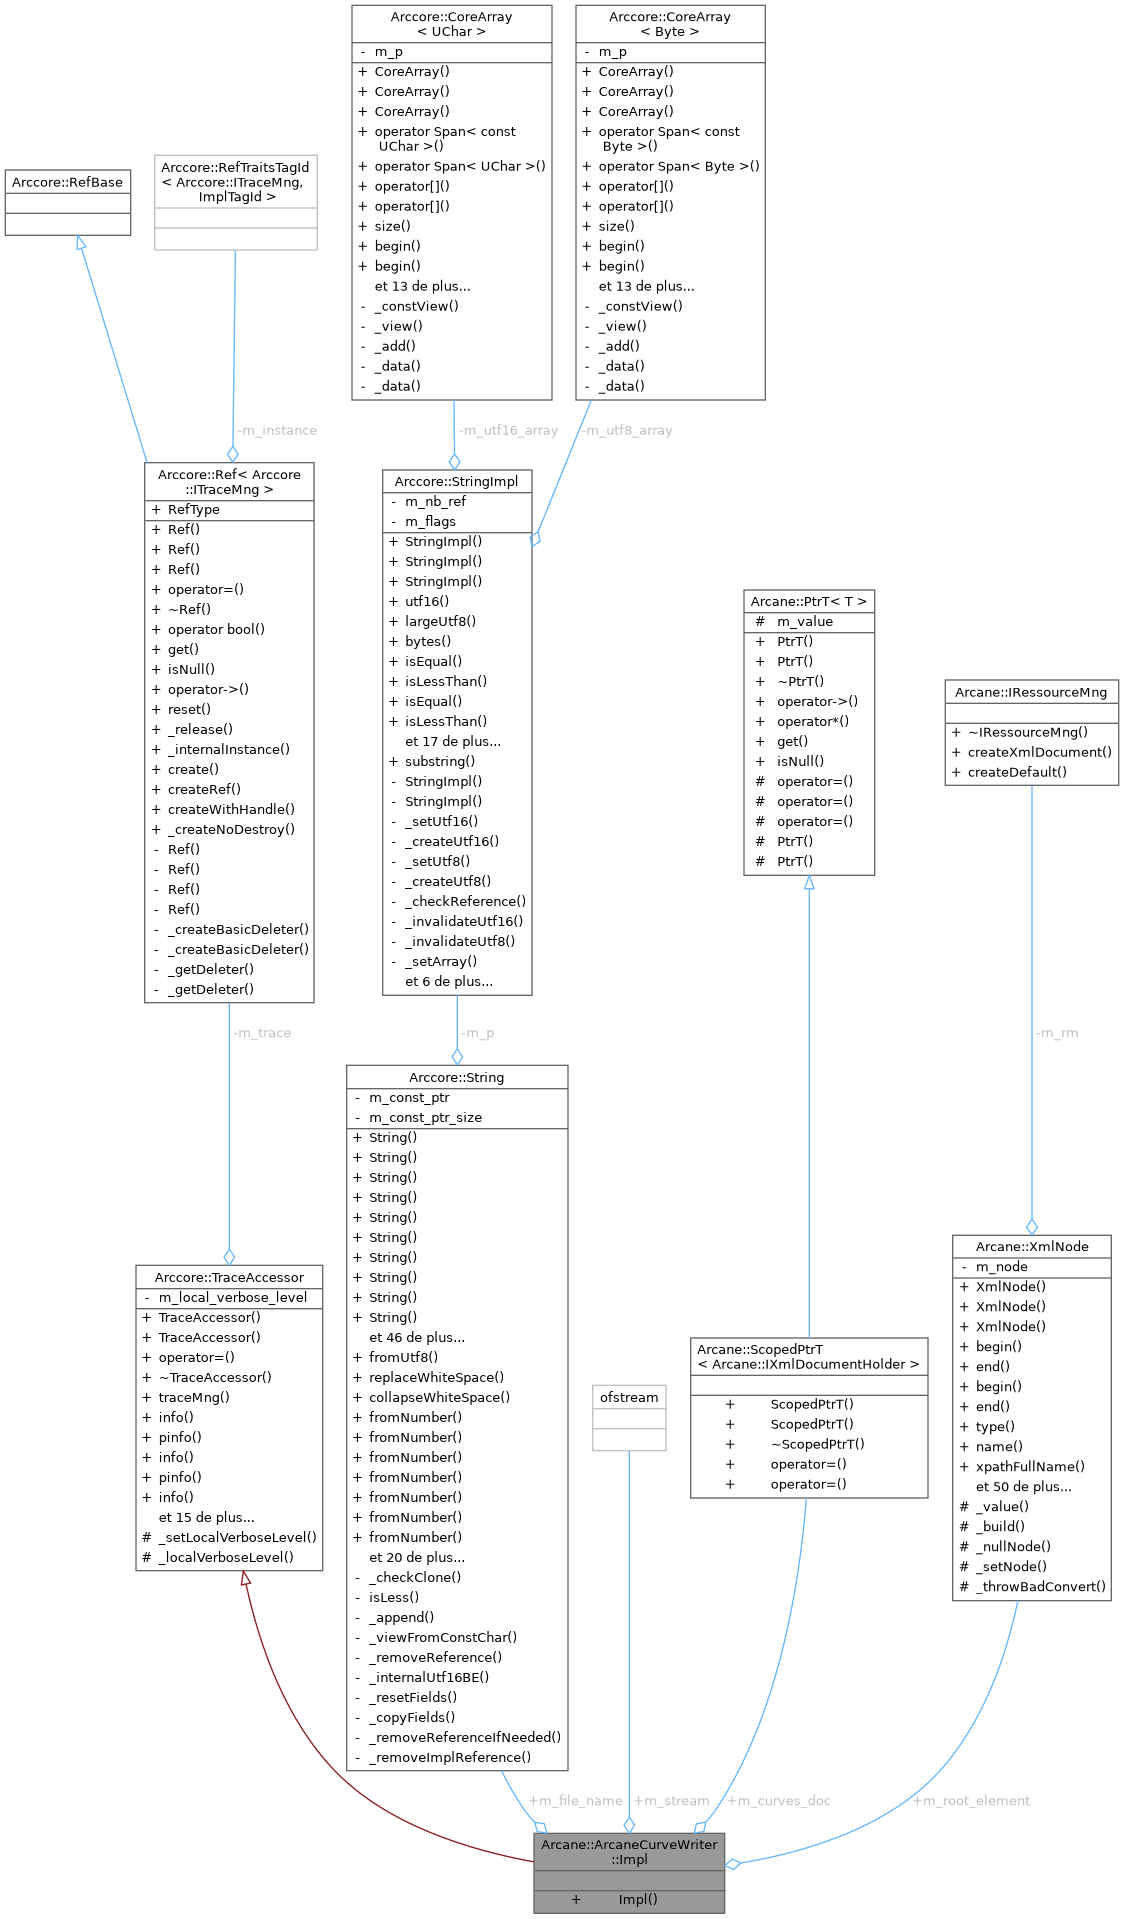 Arccore::CoreArray
< UChar >
- m_p
+ CoreArray()
+ CoreArray()
+ CoreArray()
+ operator Span< const
UChar >()
+ operator Span< UChar >()
+ operator[]()
+ operator[]()
+ size()
+ begin()
+ begin()
et 13 de plus...
- _constView()
- _view()
- _add()
- _data()
- _data()
Arccore::CoreArray
< Byte >
- m_p
+ CoreArray()
+ CoreArray()
+ CoreArray()
+ operator Span< const
Byte >()
+ operator Span< Byte >()
+ operator[]()
+ operator[]()
+ size()
+ begin()
+ begin()
et 13 de plus...
- _constView()
- _view()
- _add()
- _data()
- _data()
Arccore::RefBase
Arccore::RefTraitsTagId
< Arccore::ITraceMng,
ImplTagId >
-m_instance
-m_utf16_array
-m_utf8_array
Arccore::Ref< Arccore
::ITraceMng >
+ RefType
+ Ref()
+ Ref()
+ Ref()
+ operator=()
+ ~Ref()
+ operator bool()
+ get()
+ isNull()
+ operator->()
+ reset()
+ _release()
+ _internalInstance()
+ create()
+ createRef()
+ createWithHandle()
+ _createNoDestroy()
- Ref()
- Ref()
- Ref()
- Ref()
- _createBasicDeleter()
- _createBasicDeleter()
- _getDeleter()
- _getDeleter()
Arccore::StringImpl
- m_nb_ref
- m_flags
+ StringImpl()
+ StringImpl()
+ StringImpl()
+ utf16()
+ largeUtf8()
+ bytes()
+ isEqual()
+ isLessThan()
+ isEqual()
+ isLessThan()
et 17 de plus...
+ substring()
- StringImpl()
- StringImpl()
- _setUtf16()
- _createUtf16()
- _setUtf8()
- _createUtf8()
- _checkReference()
- _invalidateUtf16()
- _invalidateUtf8()
- _setArray()
et 6 de plus...
Arcane::PtrT< T >
# m_value
+ PtrT()
+ PtrT()
+ ~PtrT()
+ operator->()
+ operator*()
+ get()
+ isNull()
# operator=()
# operator=()
# operator=()
# PtrT()
# PtrT()
Arcane::IRessourceMng
+ ~IRessourceMng()
+ createXmlDocument()
+ createDefault()
-m_trace
-m_p
-m_rm
Arccore::TraceAccessor
- m_local_verbose_level
+ TraceAccessor()
+ TraceAccessor()
+ operator=()
+ ~TraceAccessor()
+ traceMng()
+ info()
+ pinfo()
+ info()
+ pinfo()
+ info()
et 15 de plus...
# _setLocalVerboseLevel()
# _localVerboseLevel()
Arccore::String
- m_const_ptr
- m_const_ptr_size
+ String()
+ String()
+ String()
+ String()
+ String()
+ String()
+ String()
+ String()
+ String()
+ String()
et 46 de plus...
+ fromUtf8()
+ replaceWhiteSpace()
+ collapseWhiteSpace()
+ fromNumber()
+ fromNumber()
+ fromNumber()
+ fromNumber()
+ fromNumber()
+ fromNumber()
+ fromNumber()
et 20 de plus...
- _checkClone()
- isLess()
- _append()
- _viewFromConstChar()
- _removeReference()
- _internalUtf16BE()
- _resetFields()
- _copyFields()
- _removeReferenceIfNeeded()
- _removeImplReference()
ofstream
Arcane::ScopedPtrT
< Arcane::IXmlDocumentHolder >
+ ScopedPtrT()
+ ScopedPtrT()
+ ~ScopedPtrT()
+ operator=()
+ operator=()
Arcane::XmlNode
- m_node
+ XmlNode()
+ XmlNode()
+ XmlNode()
+ begin()
+ end()
+ begin()
+ end()
+ type()
+ name()
+ xpathFullName()
et 50 de plus...
# _value()
# _build()
# _nullNode()
# _setNode()
# _throwBadConvert()
+m_file_name
+m_stream
+m_curves_doc
+m_root_element
Arcane::ArcaneCurveWriter
::Impl
+ Impl()